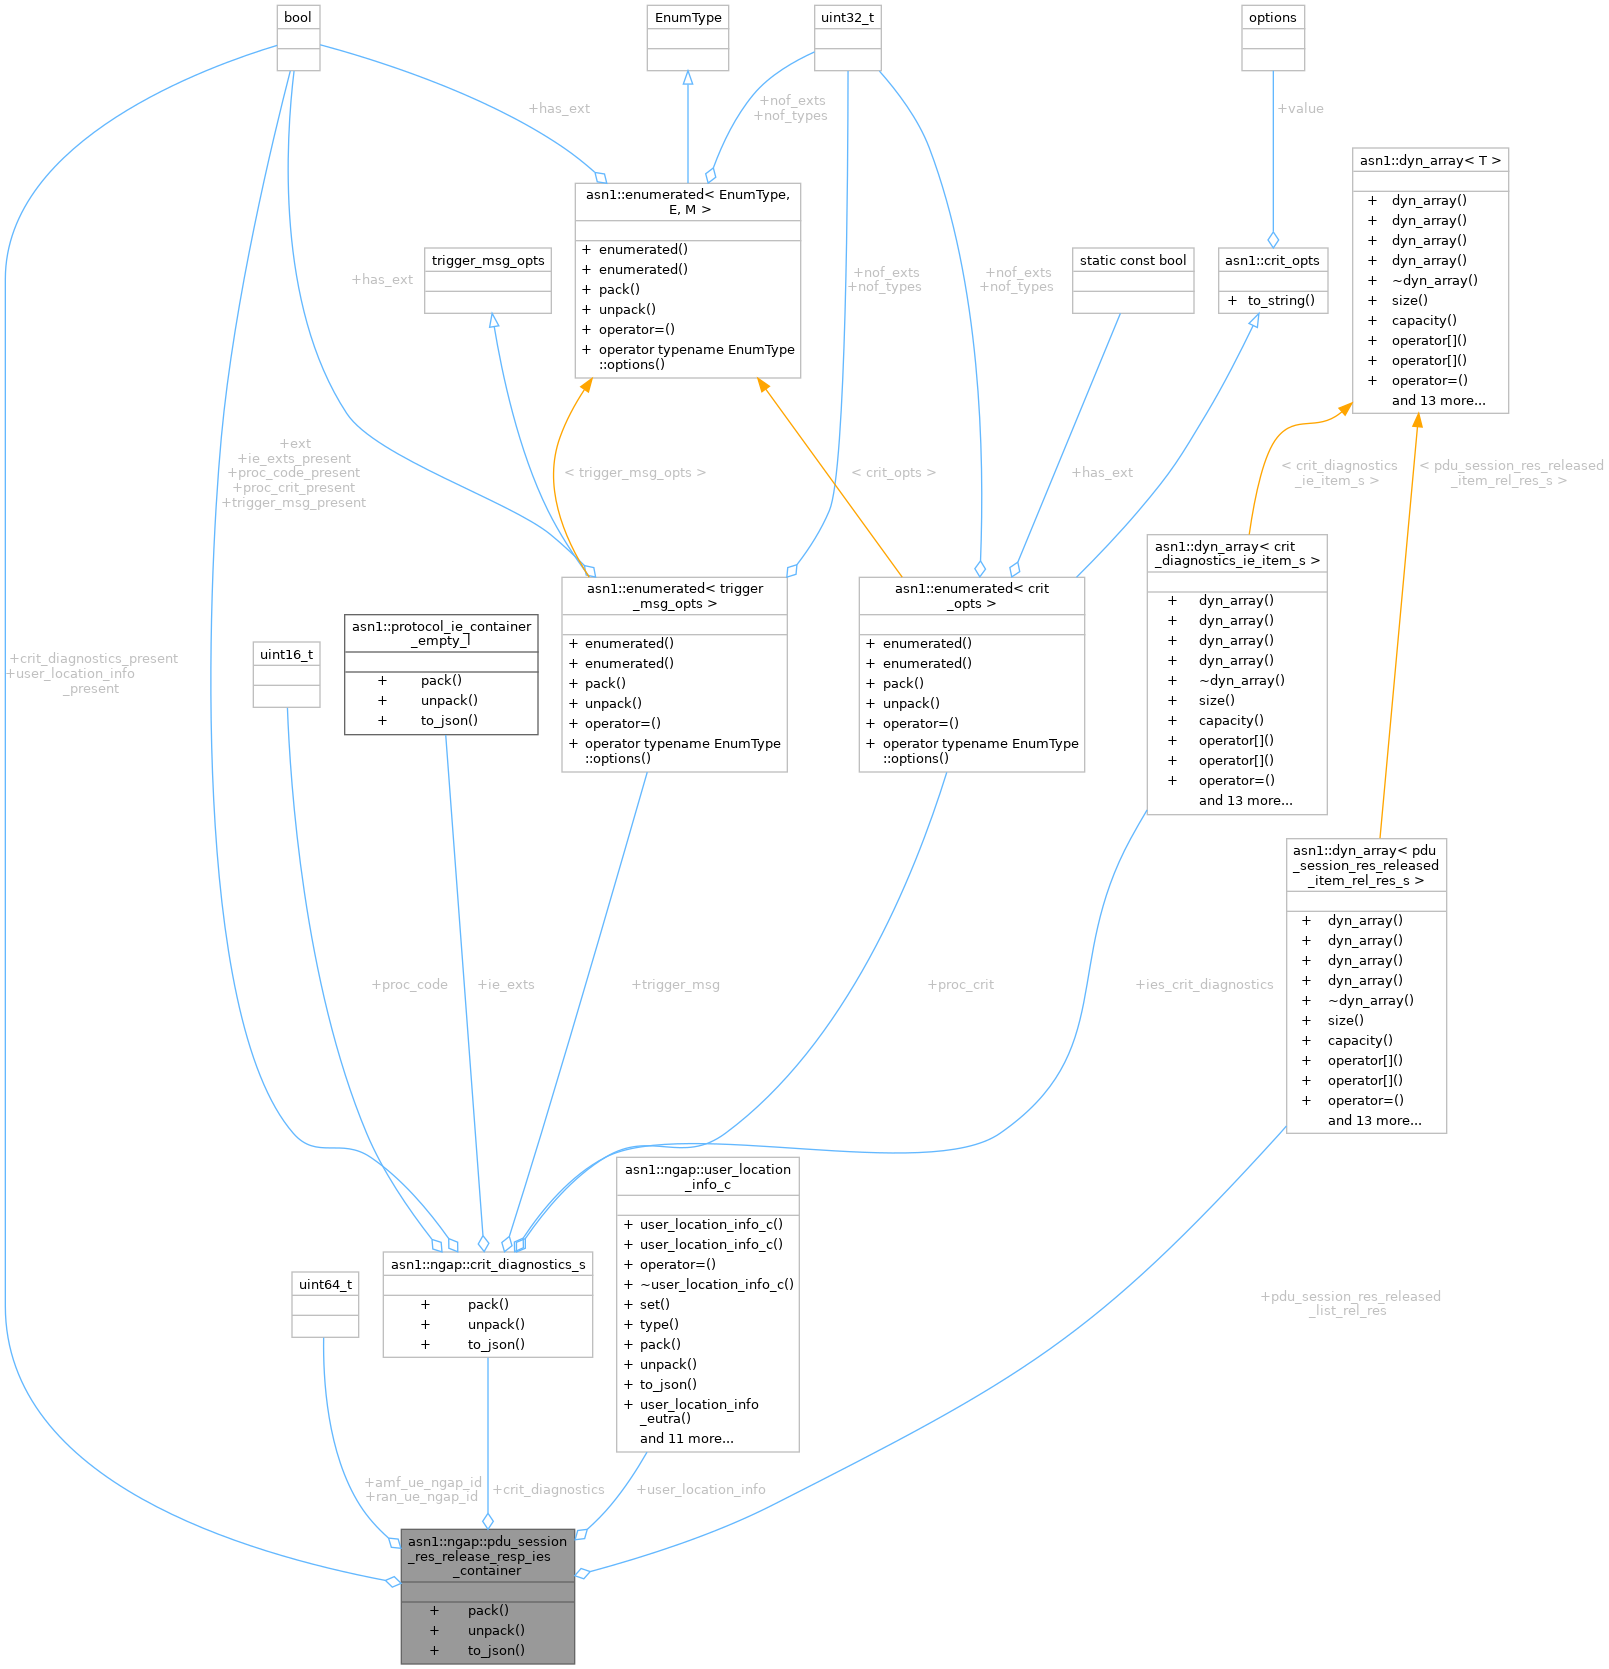 bool
EnumType
uint32_t
options
+has_ext
+nof_exts
+nof_types
+value
asn1::dyn_array< T >
+ dyn_array()
+ dyn_array()
+ dyn_array()
+ dyn_array()
+ ~dyn_array()
+ size()
+ capacity()
+ operator[]()
+ operator[]()
+ operator=()
and 13 more...
asn1::enumerated< EnumType,
E, M >
+ enumerated()
+ enumerated()
+ pack()
+ unpack()
+ operator=()
+ operator typename EnumType
::options()
trigger_msg_opts
static const bool
asn1::crit_opts
+ to_string()
+has_ext
+nof_exts
+nof_types
+nof_exts
+nof_types
+ext
+ie_exts_present
+proc_code_present
+proc_crit_present
+trigger_msg_present
< trigger_msg_opts >
< crit_opts >
+has_ext
< crit_diagnostics
_ie_item_s >
< pdu_session_res_released
_item_rel_res_s >
asn1::dyn_array< crit
_diagnostics_ie_item_s >
+ dyn_array()
+ dyn_array()
+ dyn_array()
+ dyn_array()
+ ~dyn_array()
+ size()
+ capacity()
+ operator[]()
+ operator[]()
+ operator=()
and 13 more...
asn1::enumerated< trigger
_msg_opts >
+ enumerated()
+ enumerated()
+ pack()
+ unpack()
+ operator=()
+ operator typename EnumType
::options()
asn1::enumerated< crit
_opts >
+ enumerated()
+ enumerated()
+ pack()
+ unpack()
+ operator=()
+ operator typename EnumType
::options()
asn1::protocol_ie_container
_empty_l
+ pack()
+ unpack()
+ to_json()
uint16_t
+crit_diagnostics_present
+user_location_info
_present
asn1::dyn_array< pdu
_session_res_released
_item_rel_res_s >
+ dyn_array()
+ dyn_array()
+ dyn_array()
+ dyn_array()
+ ~dyn_array()
+ size()
+ capacity()
+ operator[]()
+ operator[]()
+ operator=()
and 13 more...
+proc_code
+ie_exts
+trigger_msg
+proc_crit
+ies_crit_diagnostics
asn1::ngap::user_location
_info_c
+ user_location_info_c()
+ user_location_info_c()
+ operator=()
+ ~user_location_info_c()
+ set()
+ type()
+ pack()
+ unpack()
+ to_json()
+ user_location_info
_eutra()
and 11 more...
asn1::ngap::crit_diagnostics_s
+ pack()
+ unpack()
+ to_json()
uint64_t
+pdu_session_res_released
_list_rel_res
+amf_ue_ngap_id
+ran_ue_ngap_id
+crit_diagnostics
+user_location_info
asn1::ngap::pdu_session
_res_release_resp_ies
_container
+ pack()
+ unpack()
+ to_json()